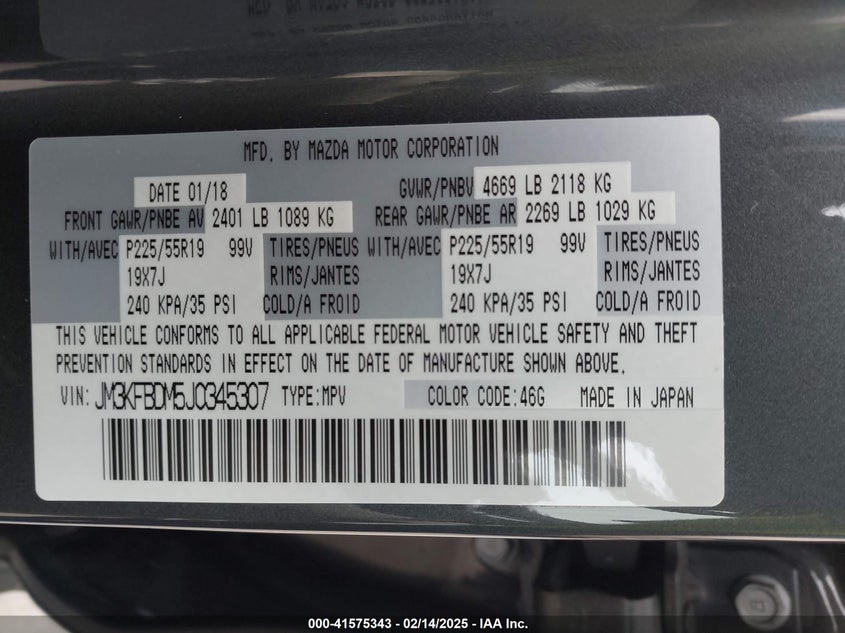 MFD. BY MAZDA MOTOR CORPORATION
DATE 01/18 GVWR/PNBV 4669 LB 2118 KG
FRONT GAWR/PNBE AV 2401 LB 1089 KG REAR GAWR/PNBE AR 2269 LB 1029 KG
WITH/AVEC P225/55R19 99V TIRES/PNEUS WITH/AVEC P225/55R19 99V TIRES/PNEUS
19X7J RIMS/JANTES 19X7J RIMS/JANTES
240 KPA/35 PSI COLD/A FROID 240 KPA/35 PSI COLD/A FROID
THIS VEHICLE CONFORMS TO ALL APPLICABLE FEDERAL MOTOR VEHICLE SAFETY AND THEFT
PREVENTION STANDARDS IN EFFECT ON THE DATE OF MANUFACTURE SHOWN ABOVE.
VIN: JM3KFBDM5J0345307 TYPE:MPV COLOR CODE:46G MADE IN JAPAN
000-41575343 - 02/14/2025 - IAA Inc.